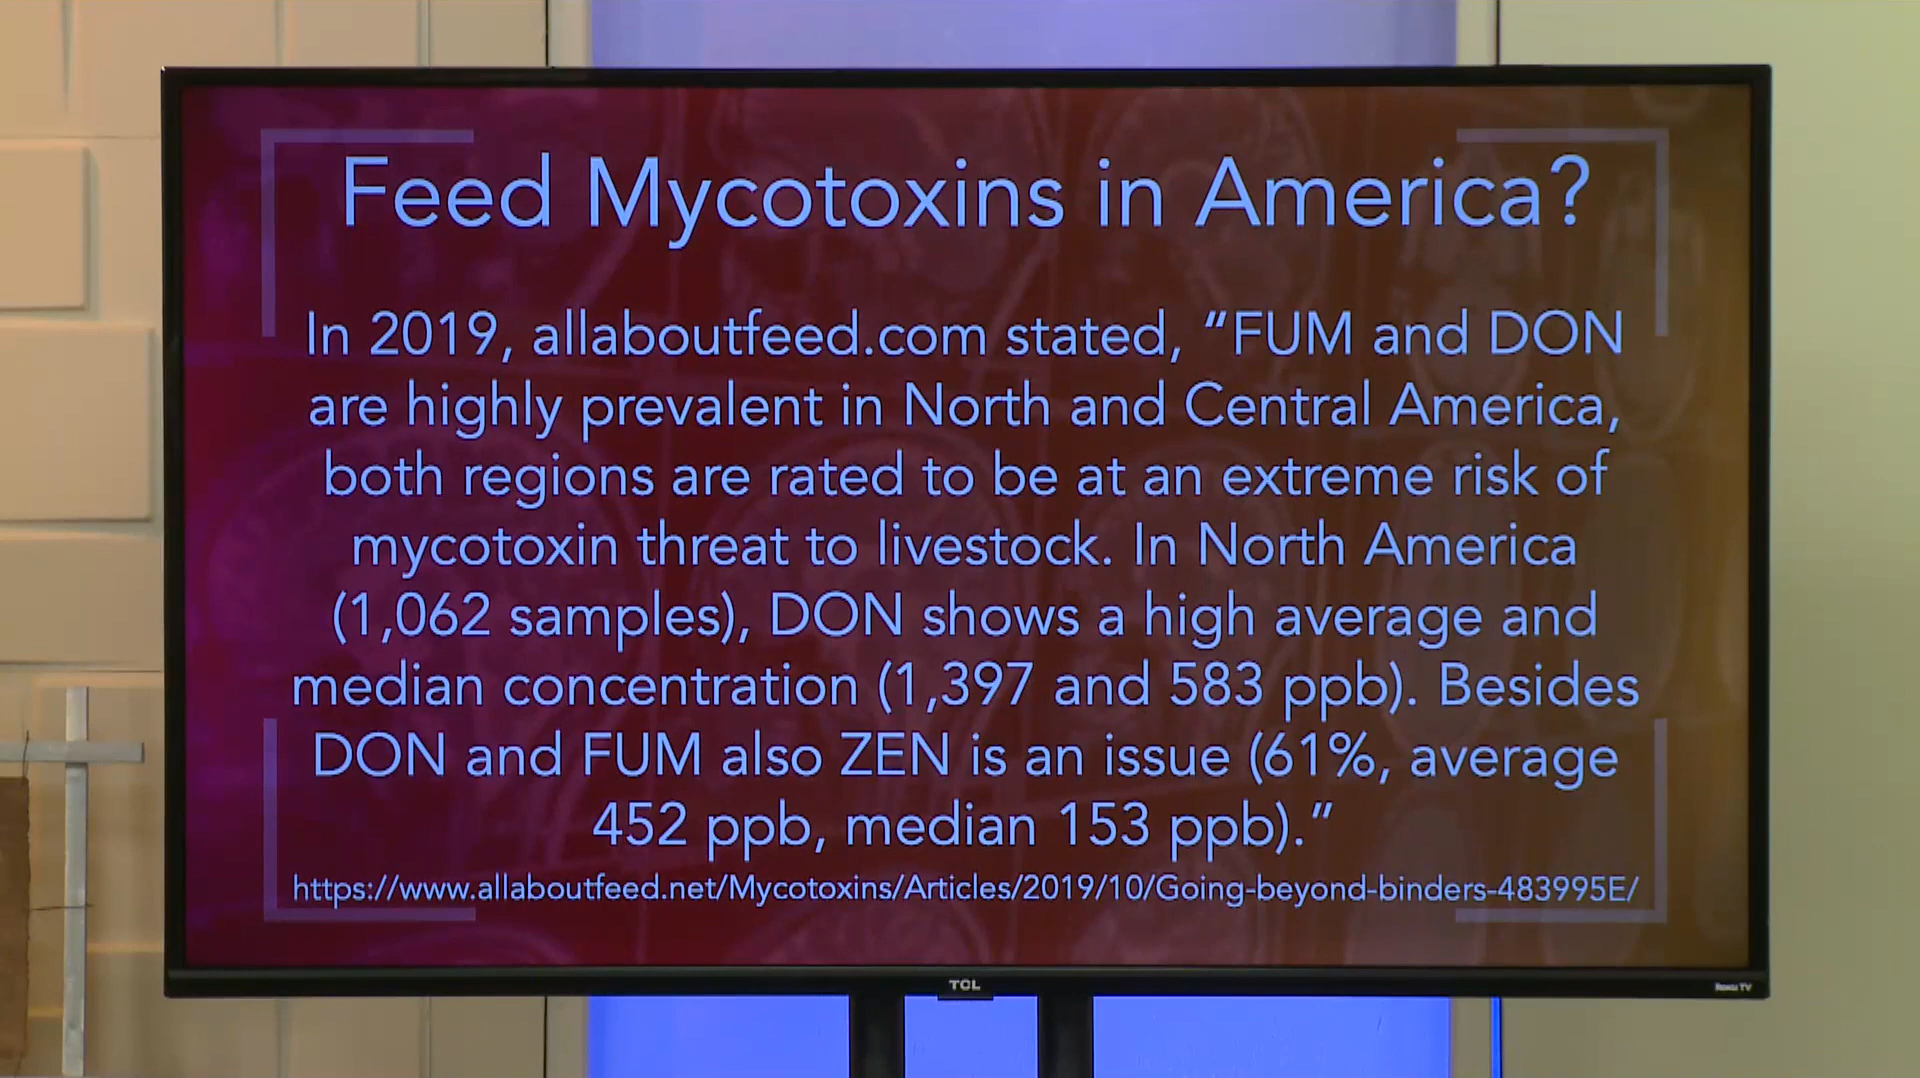 Feed Mycotoxins in America?
In 2019, allaboutfeed.com stated, “FUM and DON
are highly prevalent in North and Central America,
both regions are rated to be at an extreme risk of
mycotoxin threat to livestock. In North America
(1,062 samples), DON shows a high average and
median concentration (1,397 and 583 ppb). Besides
DON and FUM also ZEN is an issue (61%, average
452 ppb, median 153 ppb).”
https://www.allaboutfeed.net/Mycotoxins/Articles/2019/10/Going-beyond-binders-483995E/
TCL
Roku TV